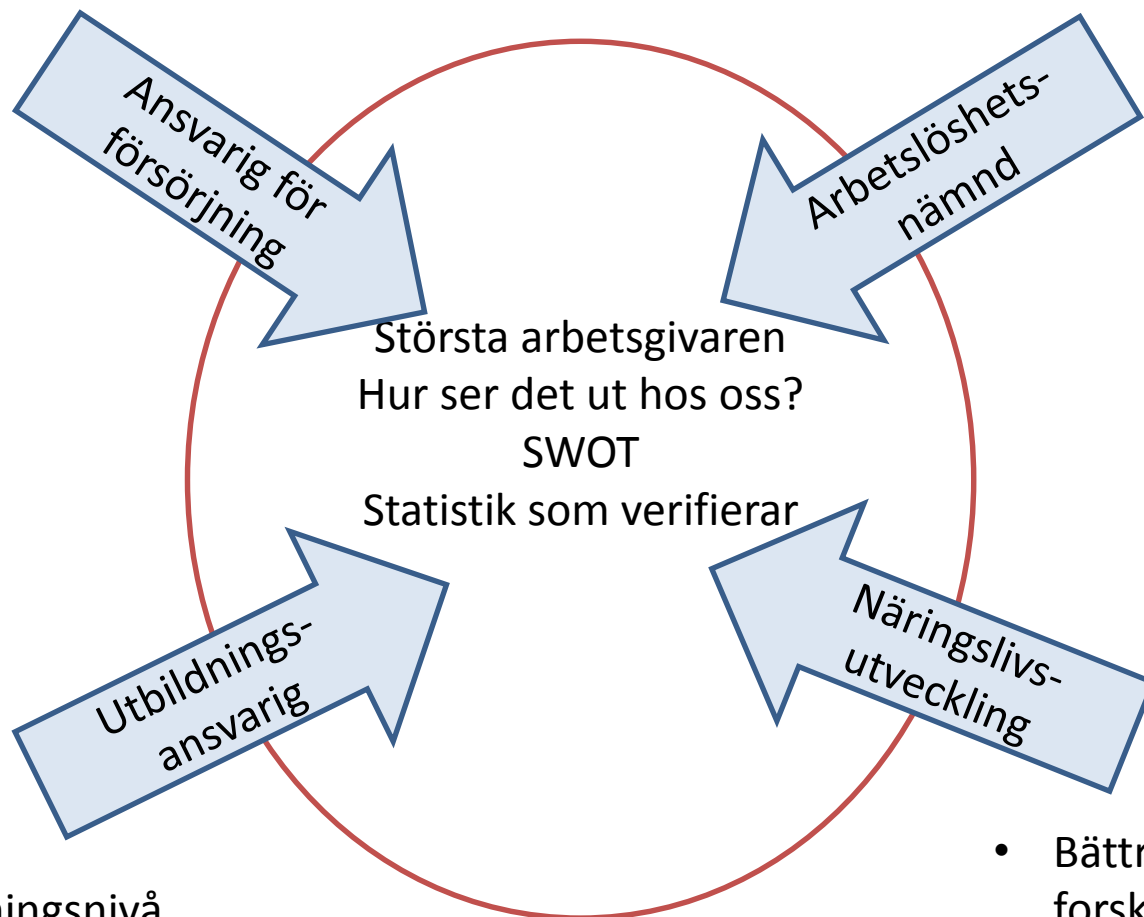 Ansvarig för
försörjning
Arbetslöshets-
nämnd
Största arbetsgivaren
Hur ser det ut hos oss?
SWOT
Statistik som verifierar
Utbildnings-
ansvarig
Näringslivs-
utveckling